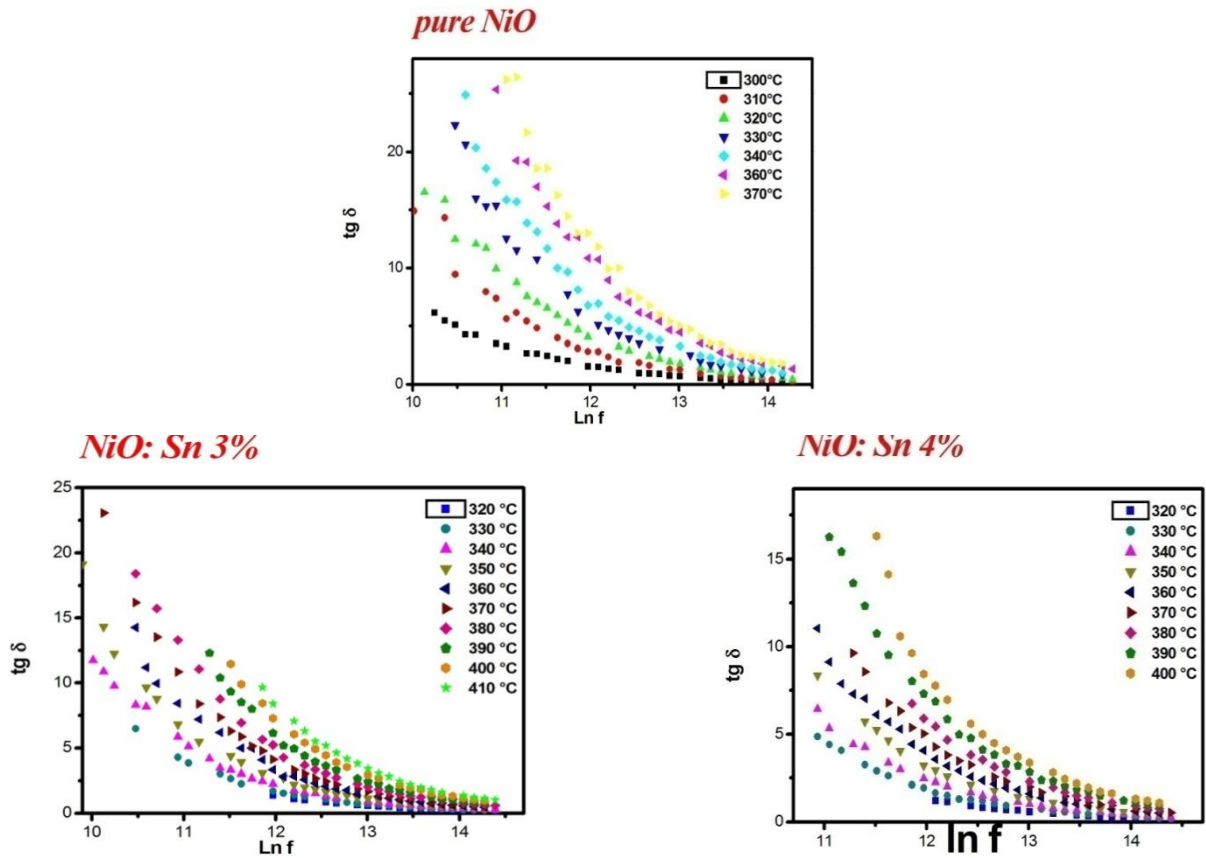 pure NiO
300°C
310°C
320°C
330°C
340°C
360°C
370°C
20
10
0
tg δ
10 11 12 13 14
Ln f
NiO: Sn 3%
25
20
15
10
5
0
tg δ
320 °C
330 °C
340 °C
350 °C
360 °C
370 °C
380 °C
390 °C
400 °C
410 °C
10 11 12 13 14
Ln f
NiO: Sn 4%
15
10
5
0
tg δ
320 °C
330 °C
340 °C
350 °C
360 °C
370 °C
380 °C
390 °C
400 °C
11 12 13 14
ln f